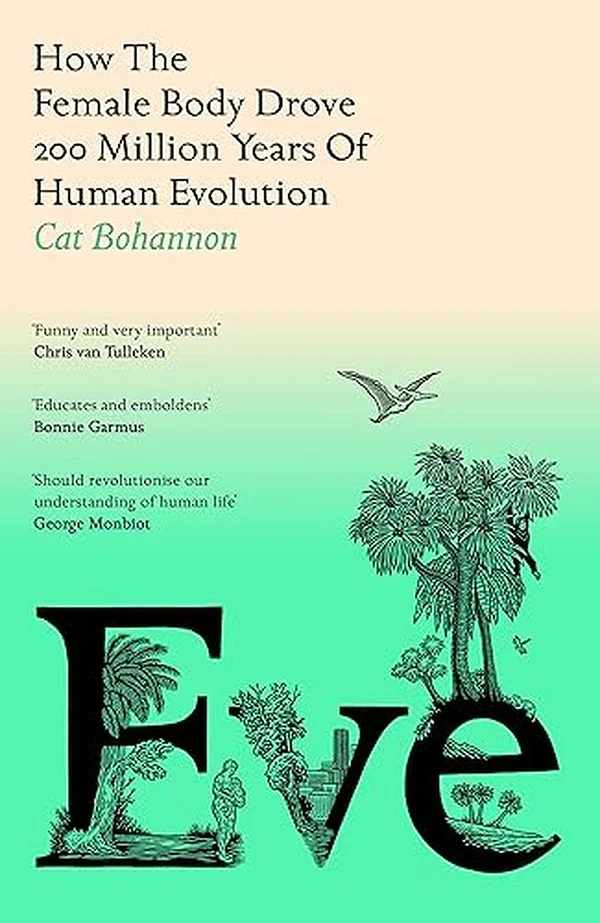 How The
Female Body Drove
200 Million Years Of
Human Evolution
Cat Bohannon
'Funny and very important'
Chris van Tulleken
'Educates and emboldens'
Bonnie Garmus
'Should revolutionise our
understanding of human life'
George Monbiot
Eve